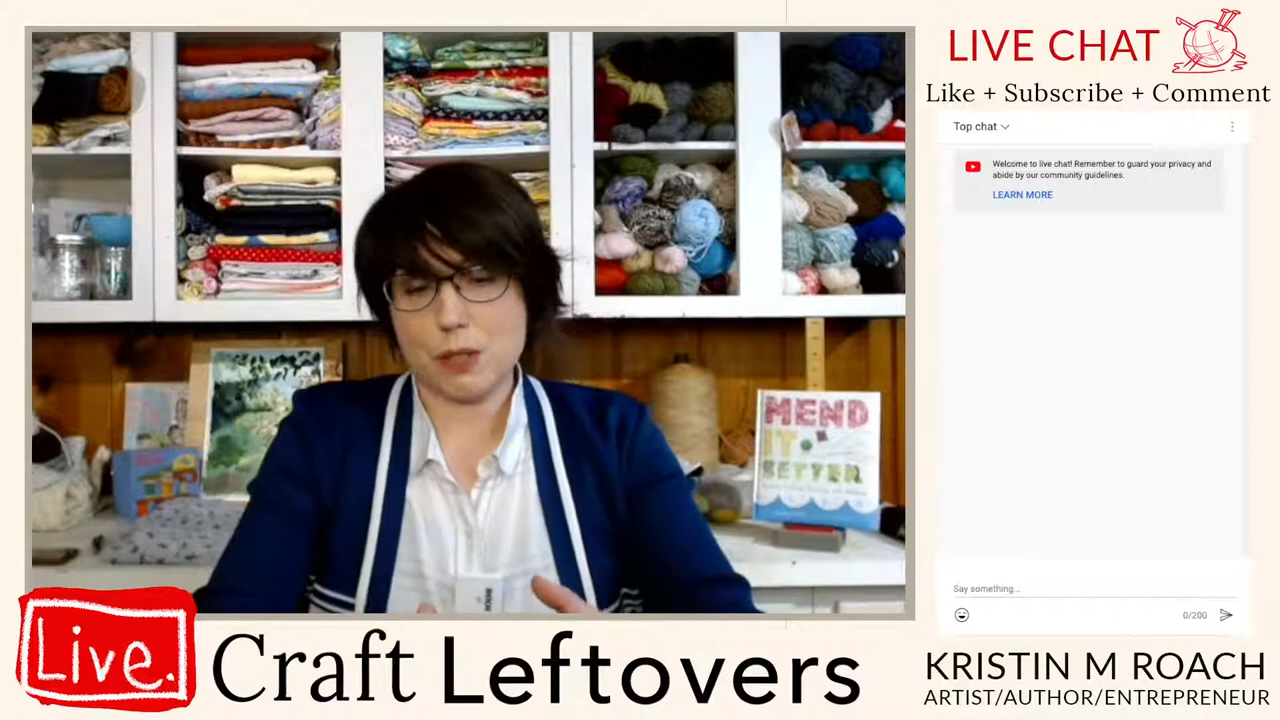 LIVE CHAT
Like + Subscribe + Comment
Top chat
Welcome to live chat! Remember to guard your privacy and
abide by our community guidelines.
LEARN MORE
MEND
IT
BETTER
Say something...
0/200
Live.
Craft Leftovers
KRISTIN M ROACH
ARTIST/AUTHOR/ENTREPRENEUR